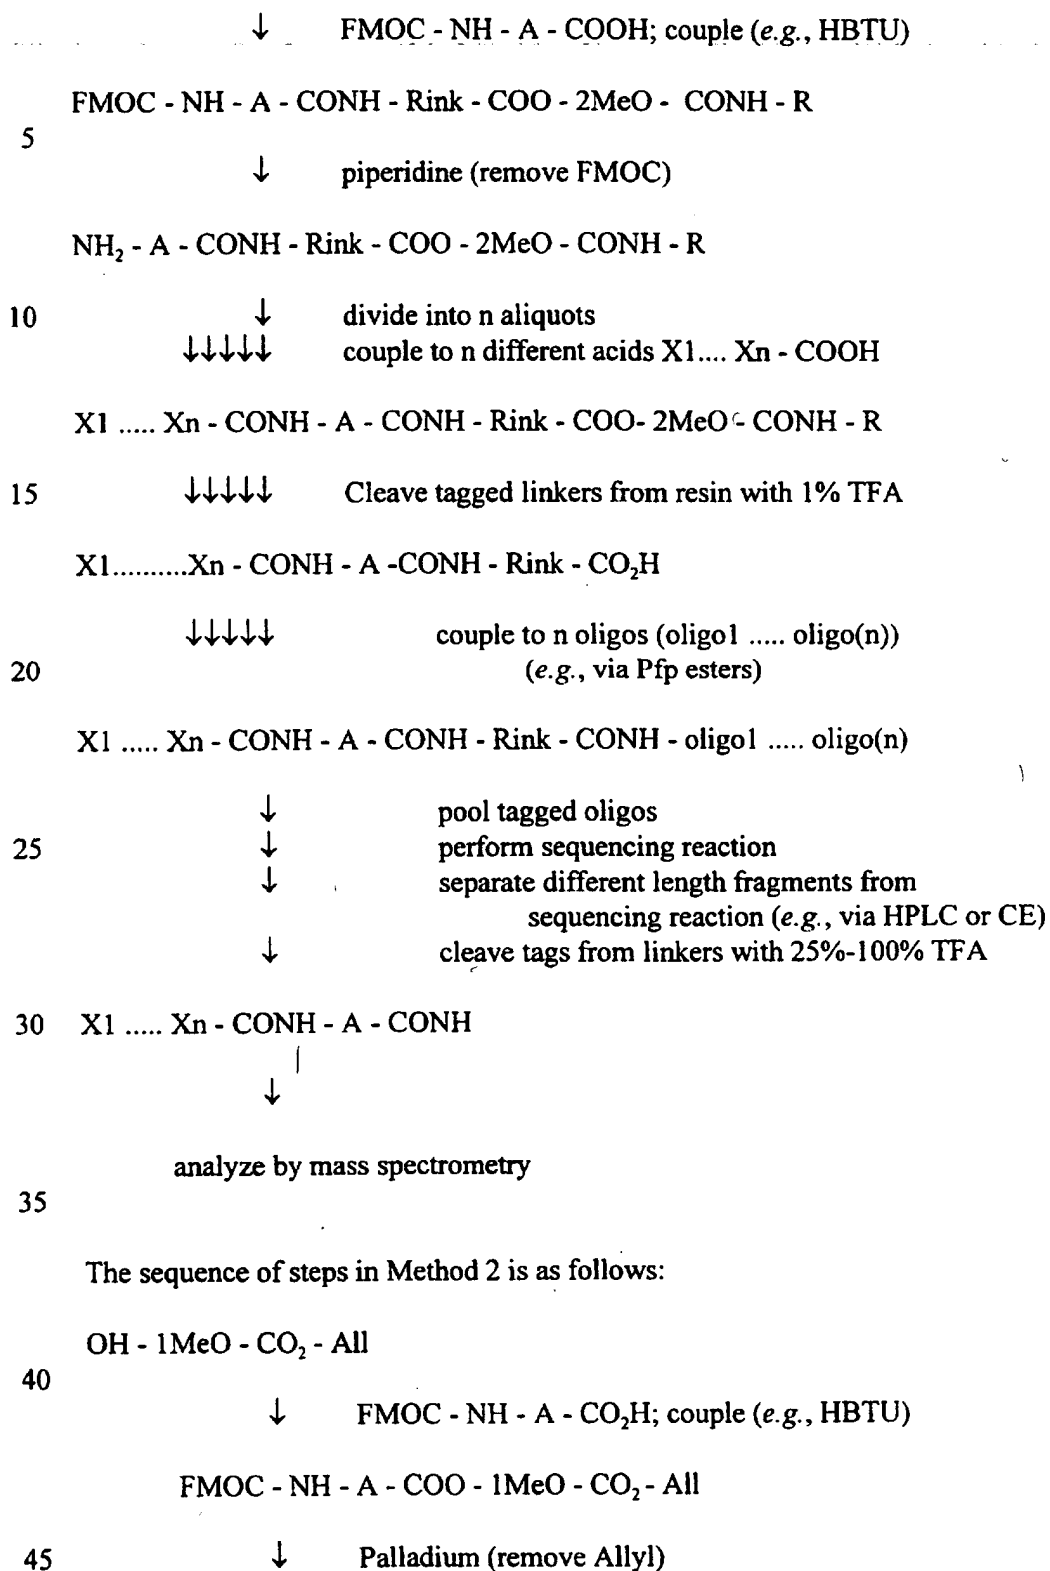 ↓ FMOC - NH - A - COOH; couple (e.g., HBTU)
FMOC - NH - A - CONH - Rink - COO - 2MeO - CONH - R
5
↓ piperidine (remove FMOC)
NH₂ - A - CONH - Rink - COO - 2MeO - CONH - R
10 ↓ divide into n aliquots
↓↓↓↓↓ couple to n different acids X1.... Xn - COOH
X1 ..... Xn - CONH - A - CONH - Rink - COO- 2MeO - CONH - R
15 ↓↓↓↓↓ Cleave tagged linkers from resin with 1% TFA
X1..........Xn - CONH - A -CONH - Rink - CO₂H
↓↓↓↓↓ couple to n oligos (oligo1 ..... oligo(n))
20 (e.g., via Pfp esters)
X1 ..... Xn - CONH - A - CONH - Rink - CONH - oligo1 ..... oligo(n)
↓ pool tagged oligos
25 ↓ perform sequencing reaction
↓ separate different length fragments from
sequencing reaction (e.g., via HPLC or CE)
↓ cleave tags from linkers with 25%-100% TFA
30 X1 ..... Xn - CONH - A - CONH
↓
analyze by mass spectrometry
35
The sequence of steps in Method 2 is as follows:
OH - 1MeO - CO₂ - All
40
↓ FMOC - NH - A - CO₂H; couple (e.g., HBTU)
FMOC - NH - A - COO - 1MeO - CO₂ - All
45 ↓ Palladium (remove Allyl)